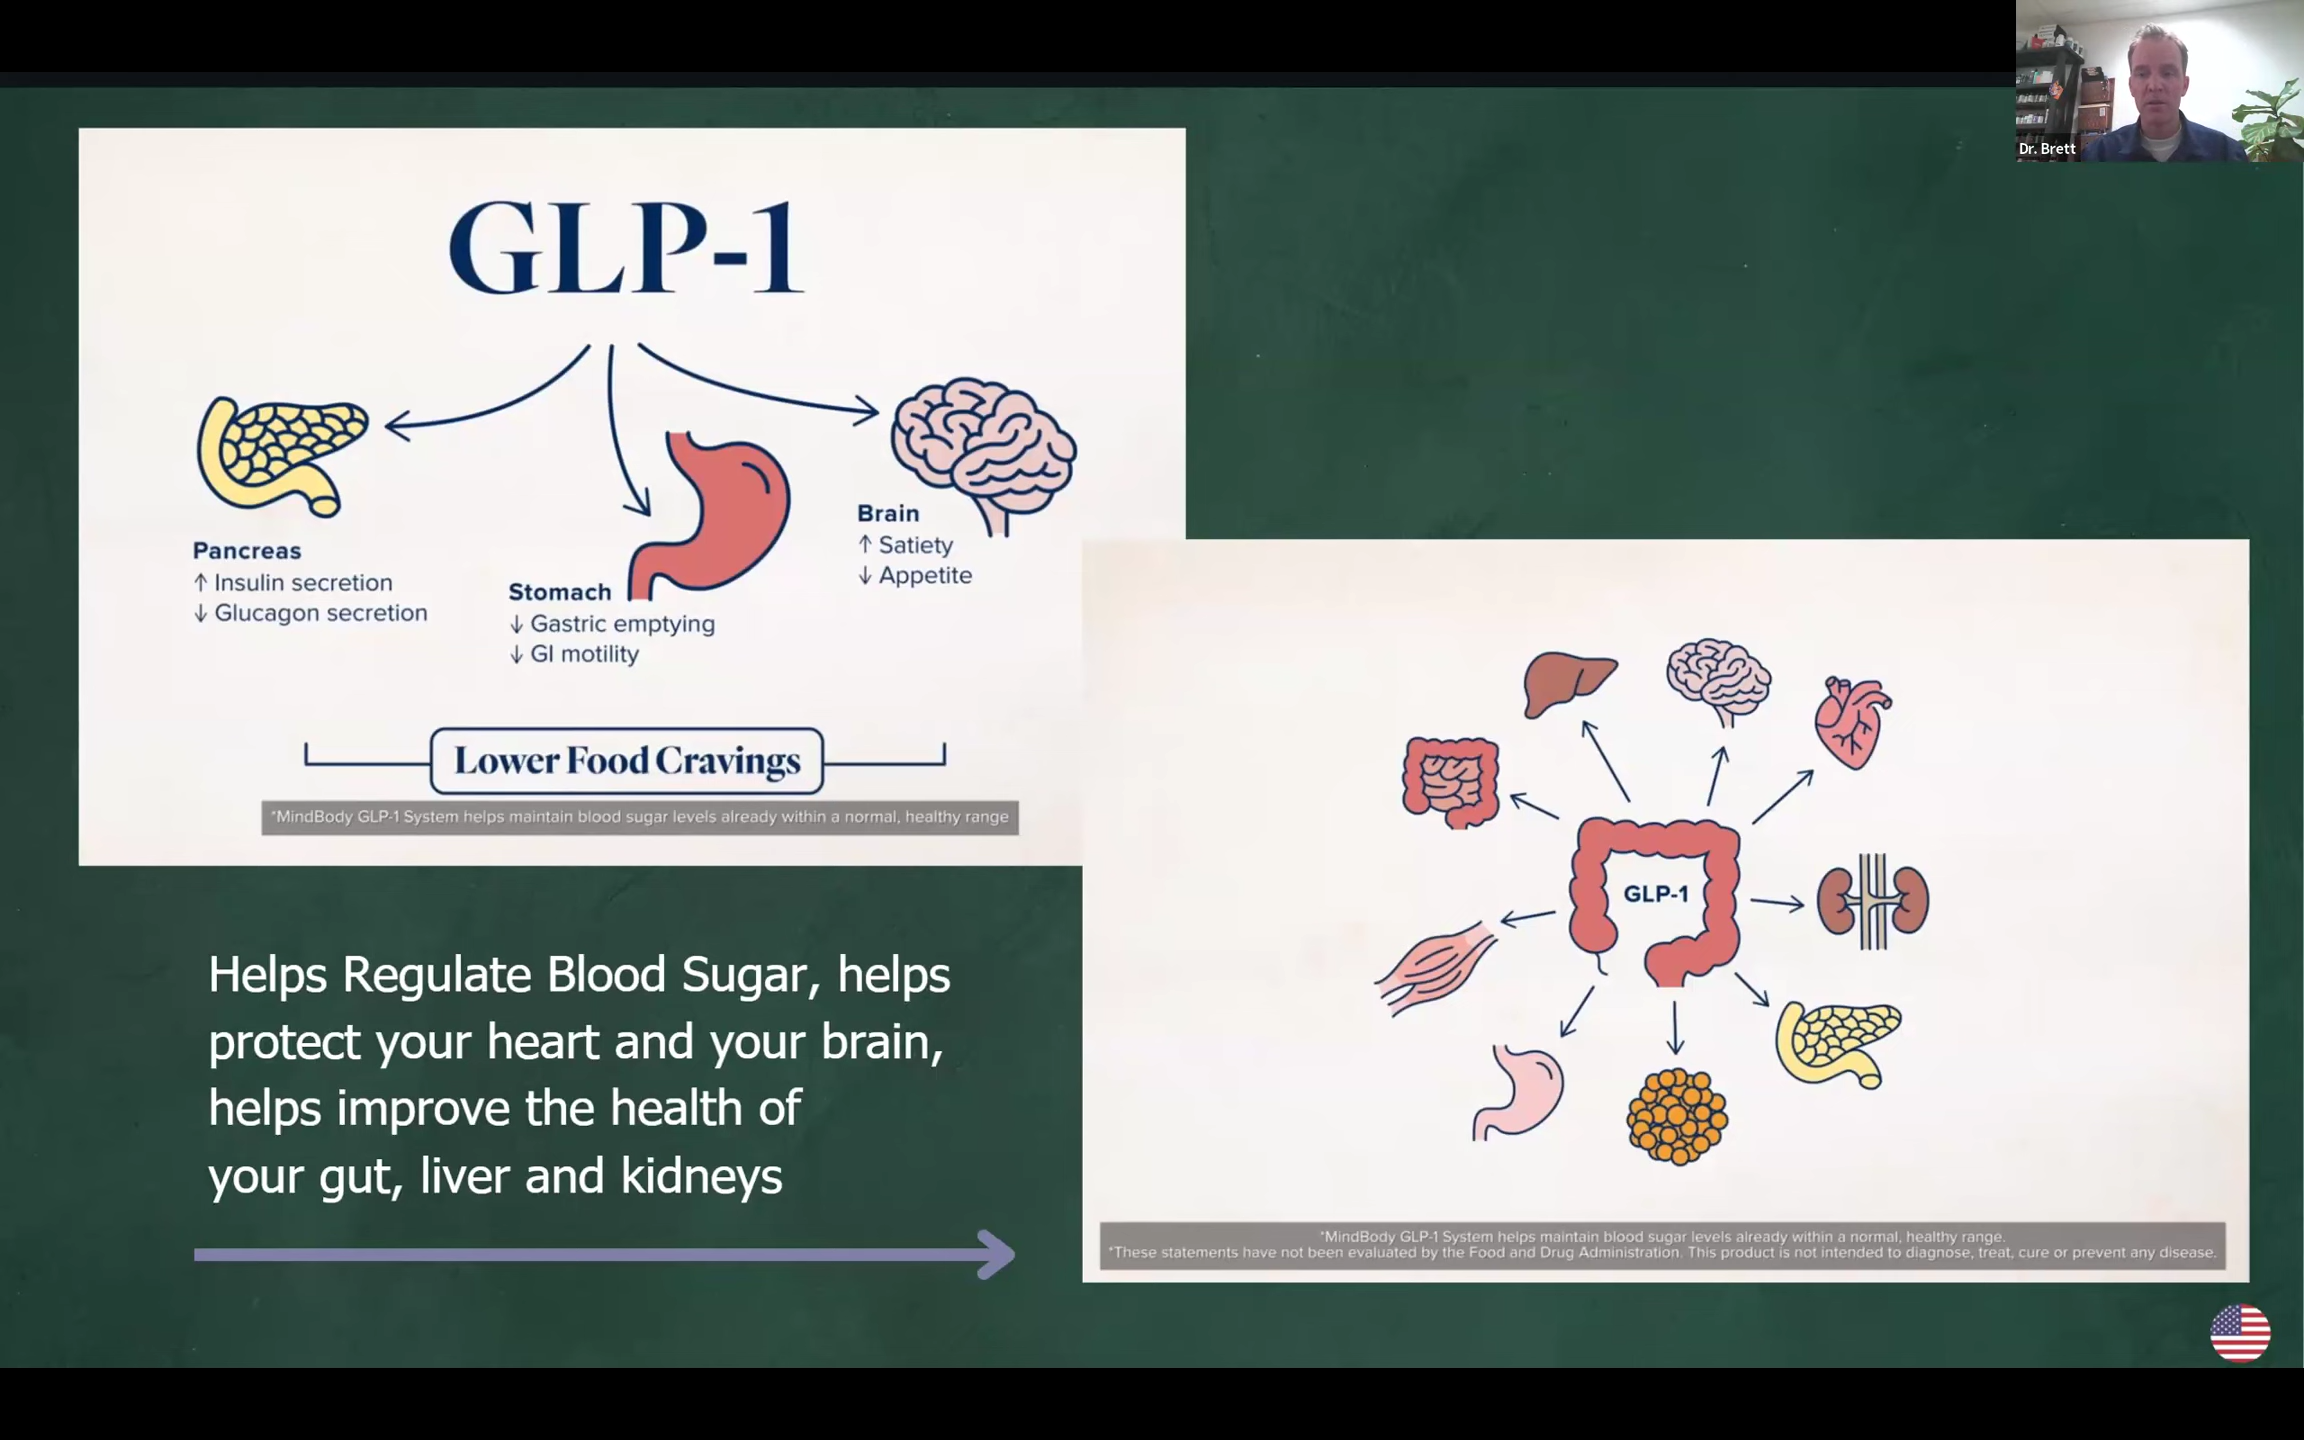 Dr. Brett
GLP-1
Pancreas
↑ Insulin secretion
↓ Glucagon secretion
Stomach
↓ Gastric emptying
↓ GI motility
Brain
↑ Satiety
↓ Appetite
Lower Food Cravings
*MindBody GLP-1 System helps maintain blood sugar levels already within a normal, healthy range
Helps Regulate Blood Sugar, helps
protect your heart and your brain,
helps improve the health of
your gut, liver and kidneys
GLP-1
*MindBody GLP-1 System helps maintain blood sugar levels already within a normal, healthy range.
*These statements have not been evaluated by the Food and Drug Administration. This product is not intended to diagnose, treat, cure or prevent any disease.